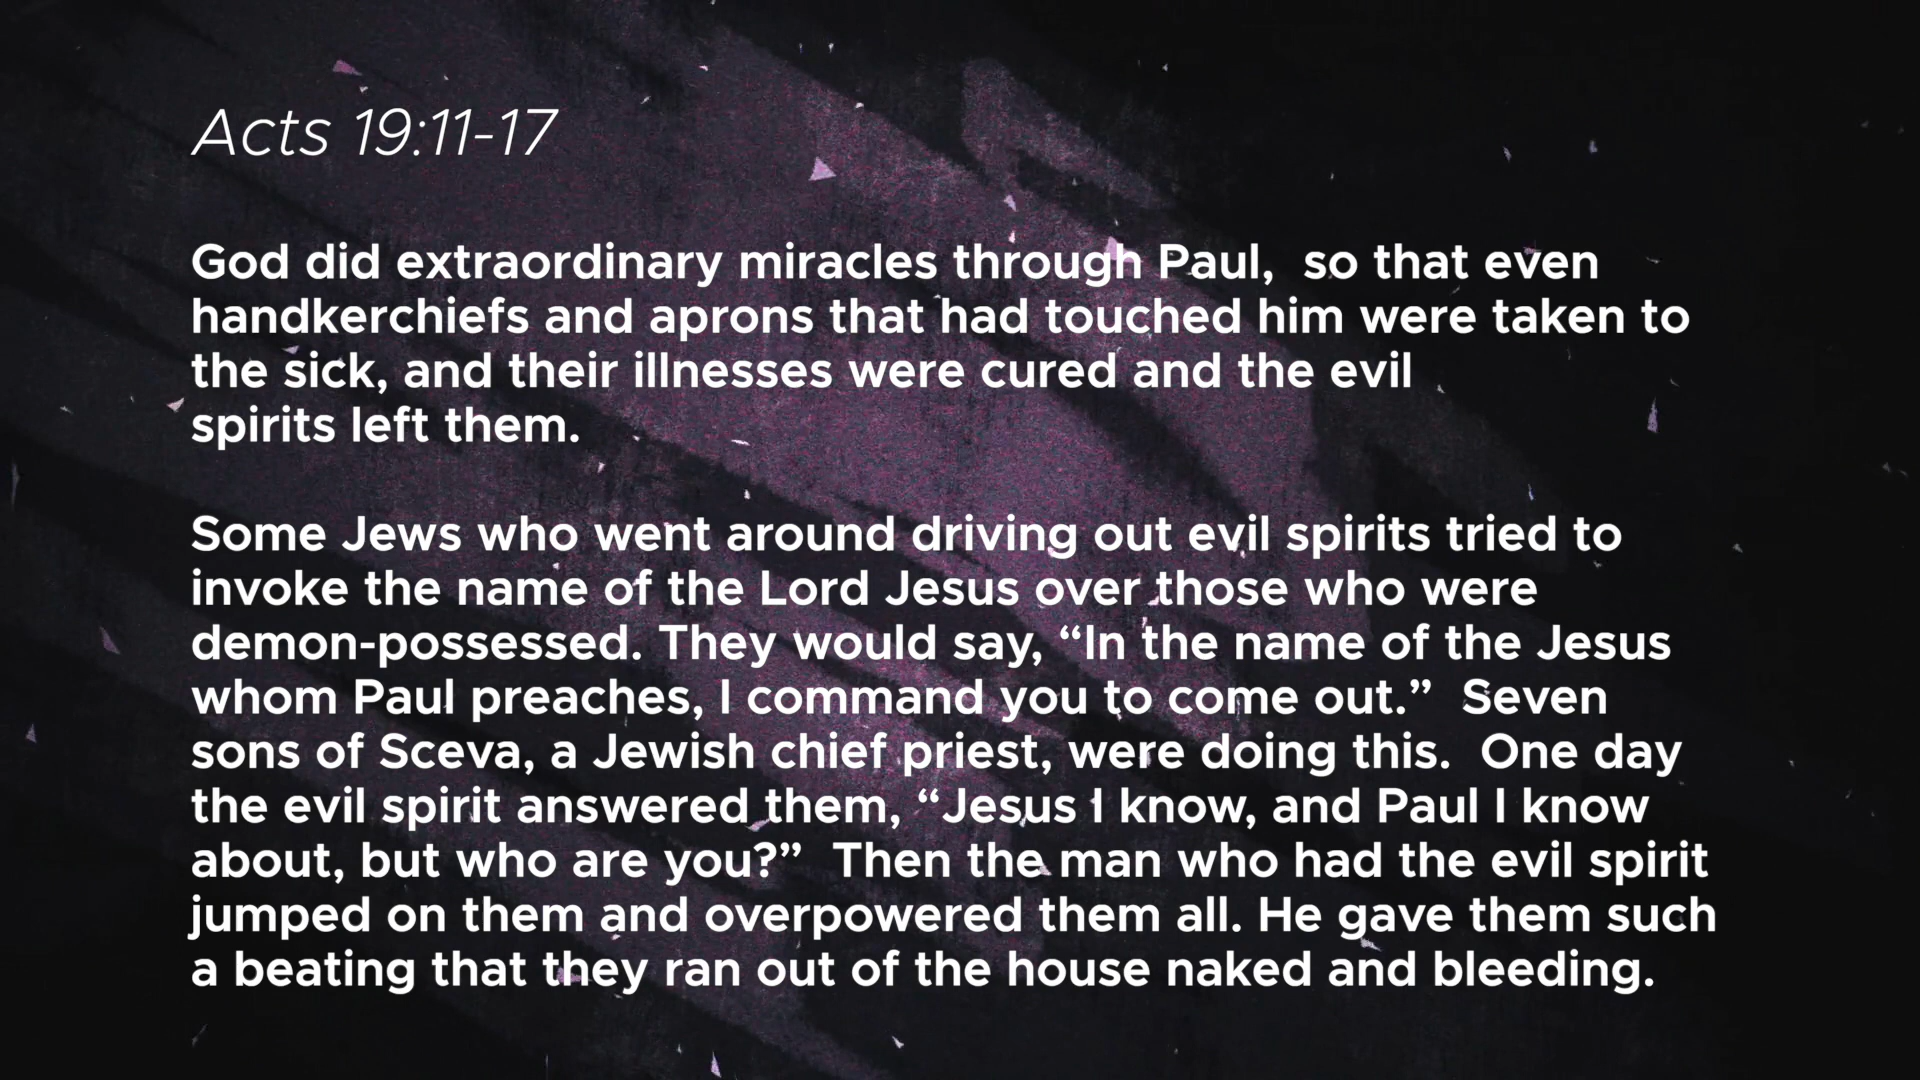 Acts 19:11-17
God did extraordinary miracles through Paul,  so that even
handkerchiefs and aprons that had touched him were taken to
the sick, and their illnesses were cured and the evil
spirits left them.
Some Jews who went around driving out evil spirits tried to
invoke the name of the Lord Jesus over those who were
demon-possessed. They would say, “In the name of the Jesus
whom Paul preaches, I command you to come out.”  Seven
sons of Sceva, a Jewish chief priest, were doing this.  One day
the evil spirit answered them, “Jesus I know, and Paul I know
about, but who are you?”  Then the man who had the evil spirit
jumped on them and overpowered them all. He gave them such
a beating that they ran out of the house naked and bleeding.